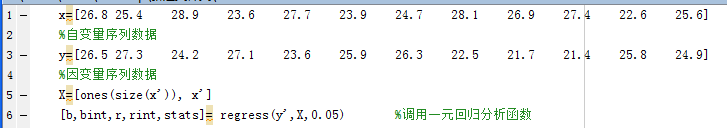 1 x=[26.8 25.4 28.9 23.6 27.7 23.9 24.7 28.1 26.9 27.4 22.6 25.6]
2 %自变量序列数据
3 y=[26.5 27.3 24.2 27.1 23.6 25.9 26.3 22.5 21.7 21.4 25.8 24.9]
4 %因变量序列数据
5 X=[ones(size(x')), x']
6 [b,bint,r,rint,stats]= regress(y',X,0.05) %调用一元回归分析函数